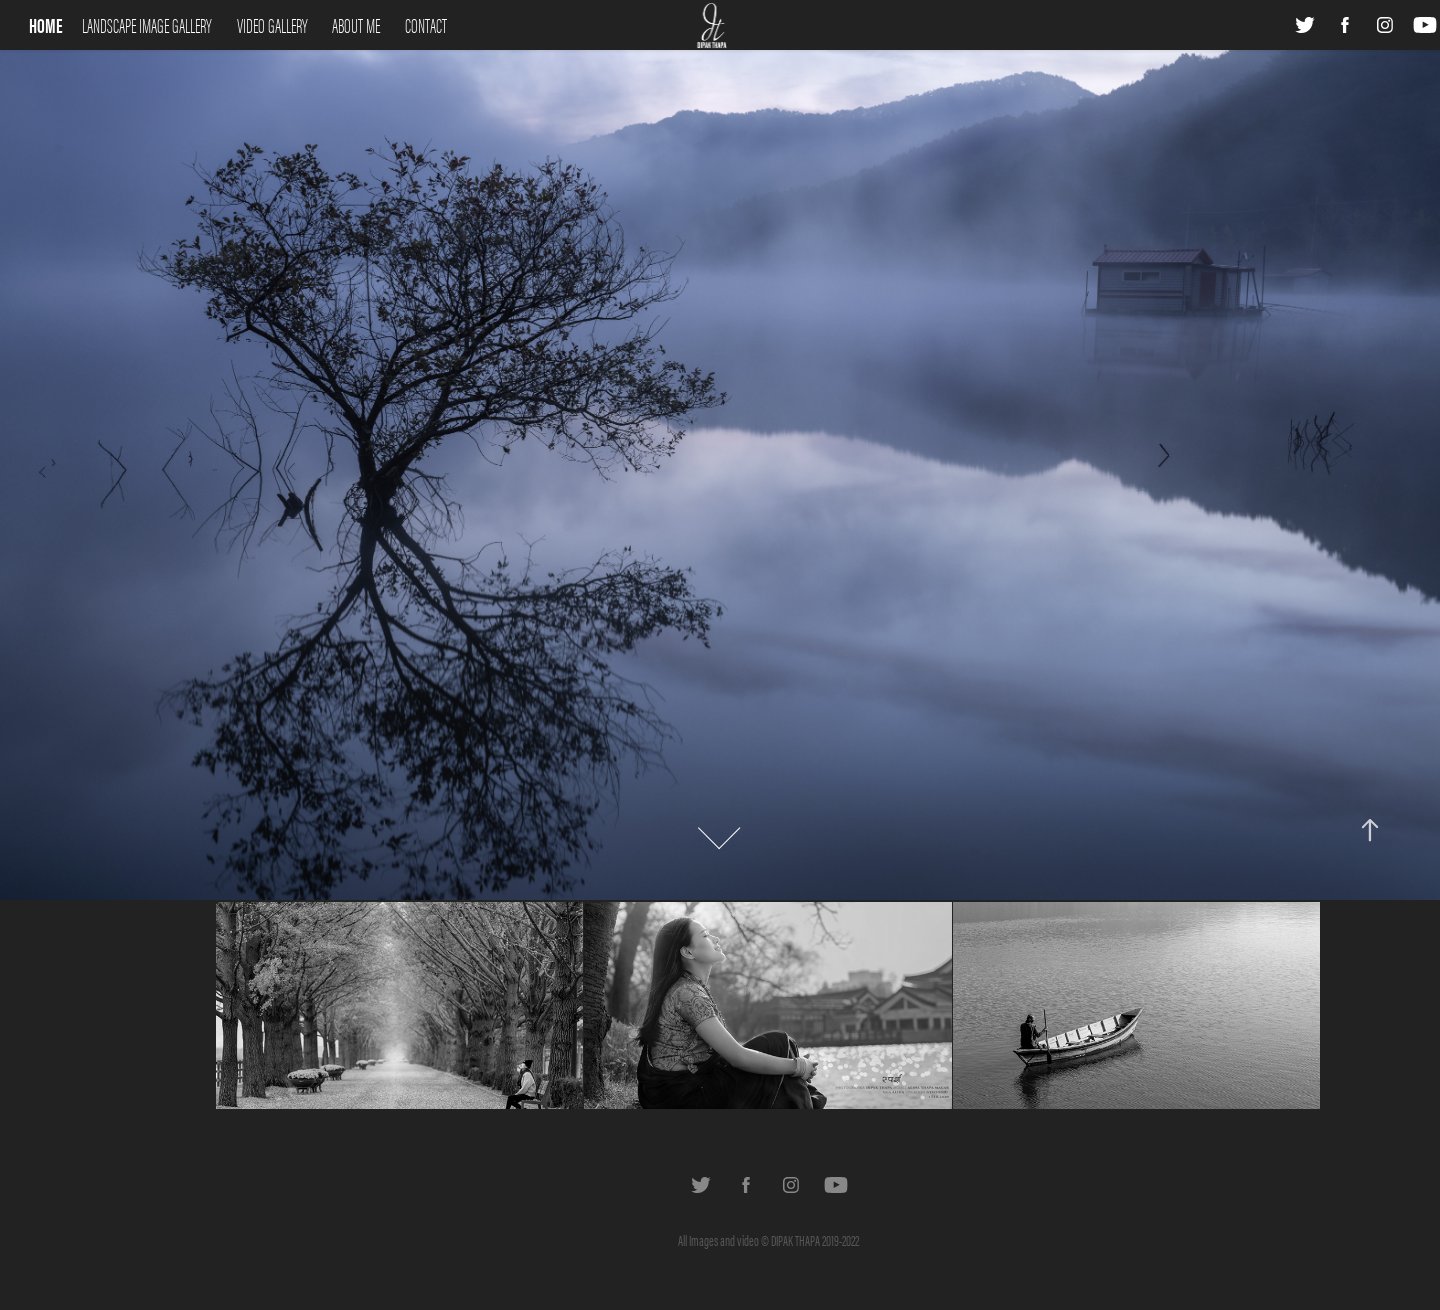 HOME LANDSCAPE IMAGE GALLERY VIDEO GALLERY ABOUT ME CONTACT
DIPAK THAPA
All Images and video © DIPAK THAPA 2019-2022